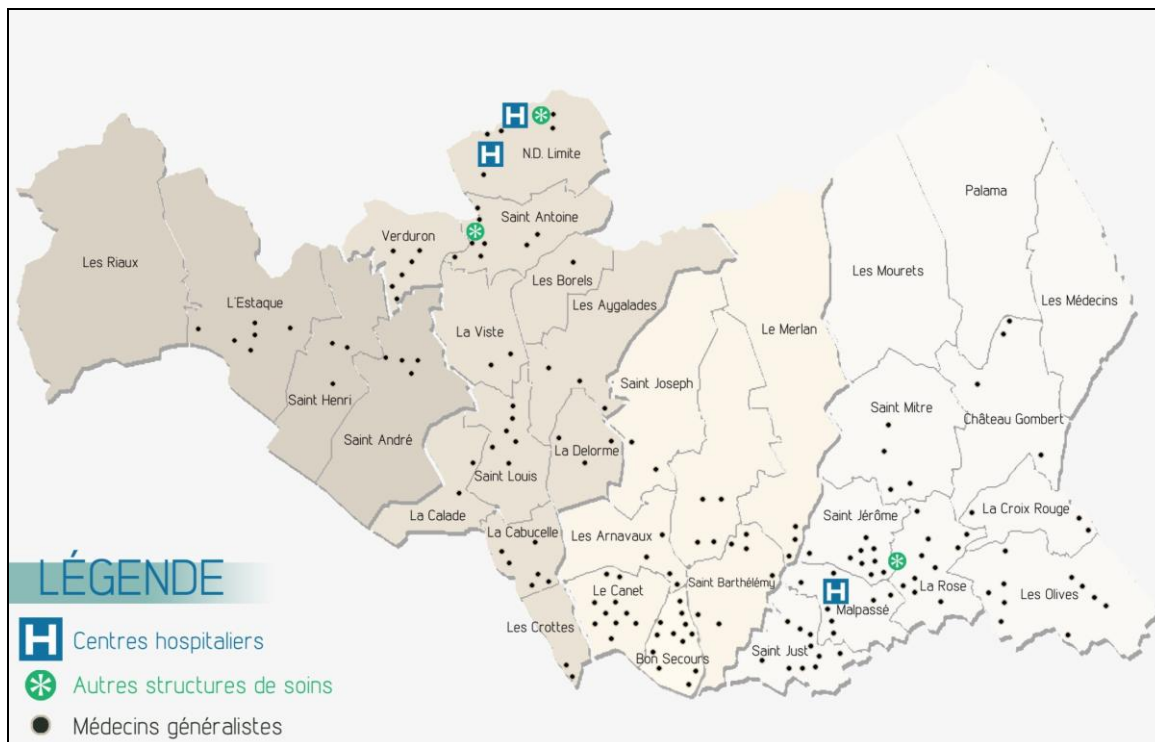 H
N.D. Limite
H
Palama
Saint Antoine
Verduron
Les Riaux
Les Mourets
Les Borels
Les Médecins
L'Estaque
Les Aygalades
La Viste
Le Merlan
Saint Joseph
Saint Henri
Saint Mitre
Château Gombert
Saint André
La Delorme
Saint Louis
La Calade
Saint Jérôme
La Croix Rouge
La Cabucelle
Les Arnavaux
Saint Barthélémy
La Rose
Le Canet
H
Malpassé
Les Olives
Les Crottes
Saint Just
Bon Secours
LÉGENDE
H Centres hospitaliers
Autres structures de soins
Médecins généralistes